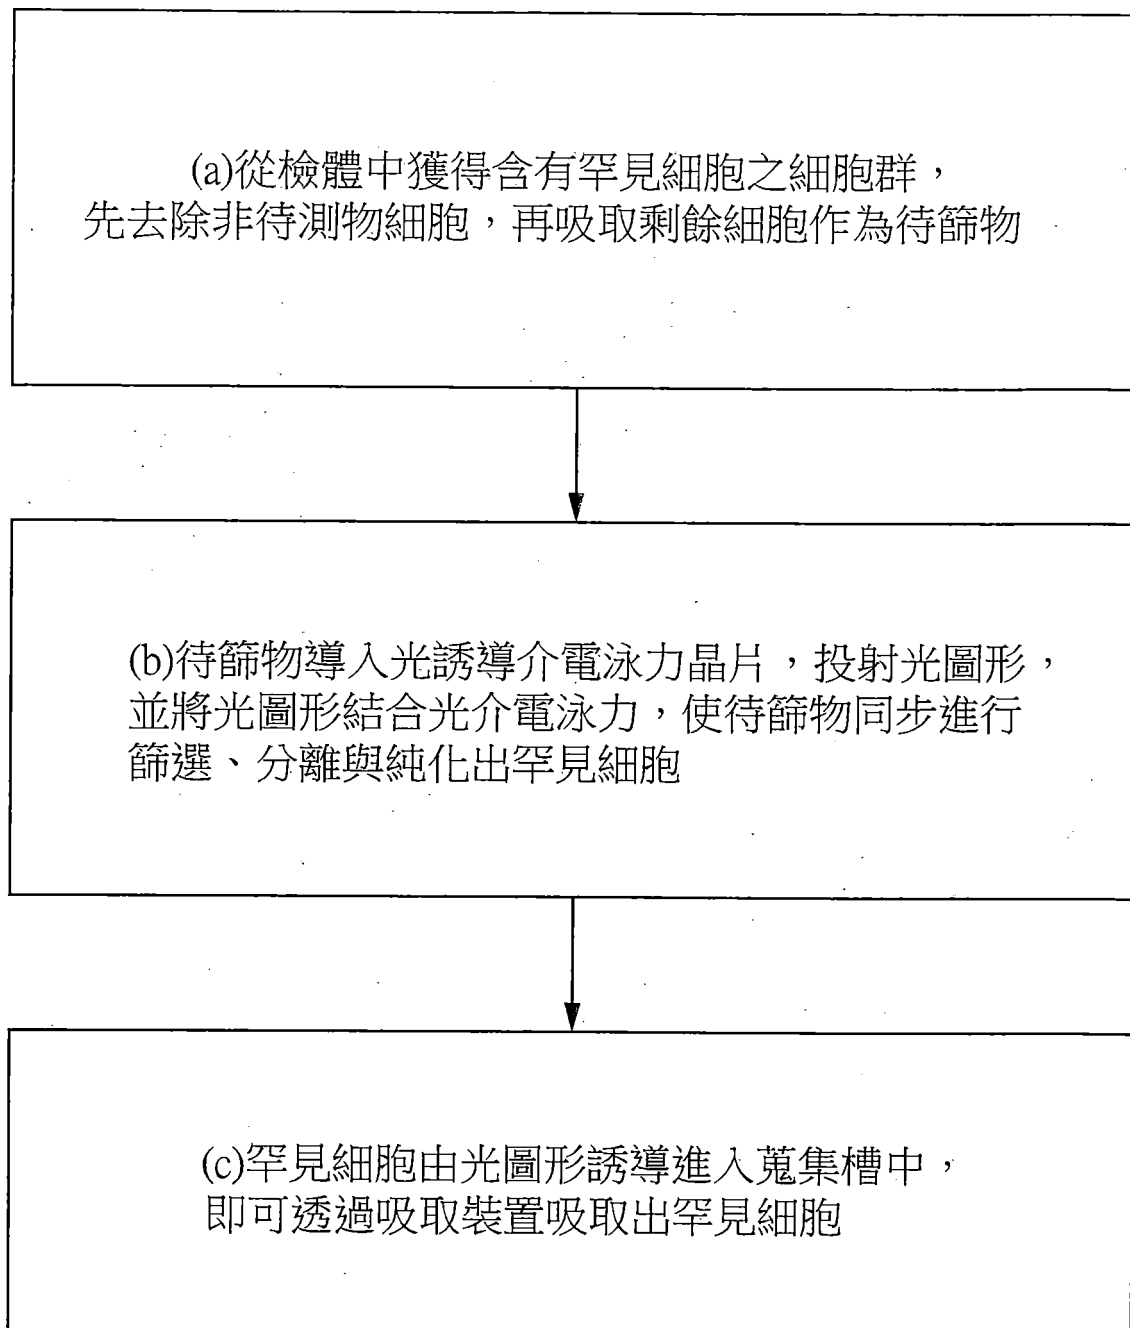 (a)從檢體中獲得含有罕見細胞之細胞群，
先去除非待測物細胞，再吸取剩餘細胞作為待篩物
(b)待篩物導入光誘導介電泳力晶片，投射光圖形，
並將光圖形結合光介電泳力，使待篩物同步進行
篩選、分離與純化出罕見細胞
(c)罕見細胞由光圖形誘導進入蒐集槽中，
即可透過吸取裝置吸取出罕見細胞